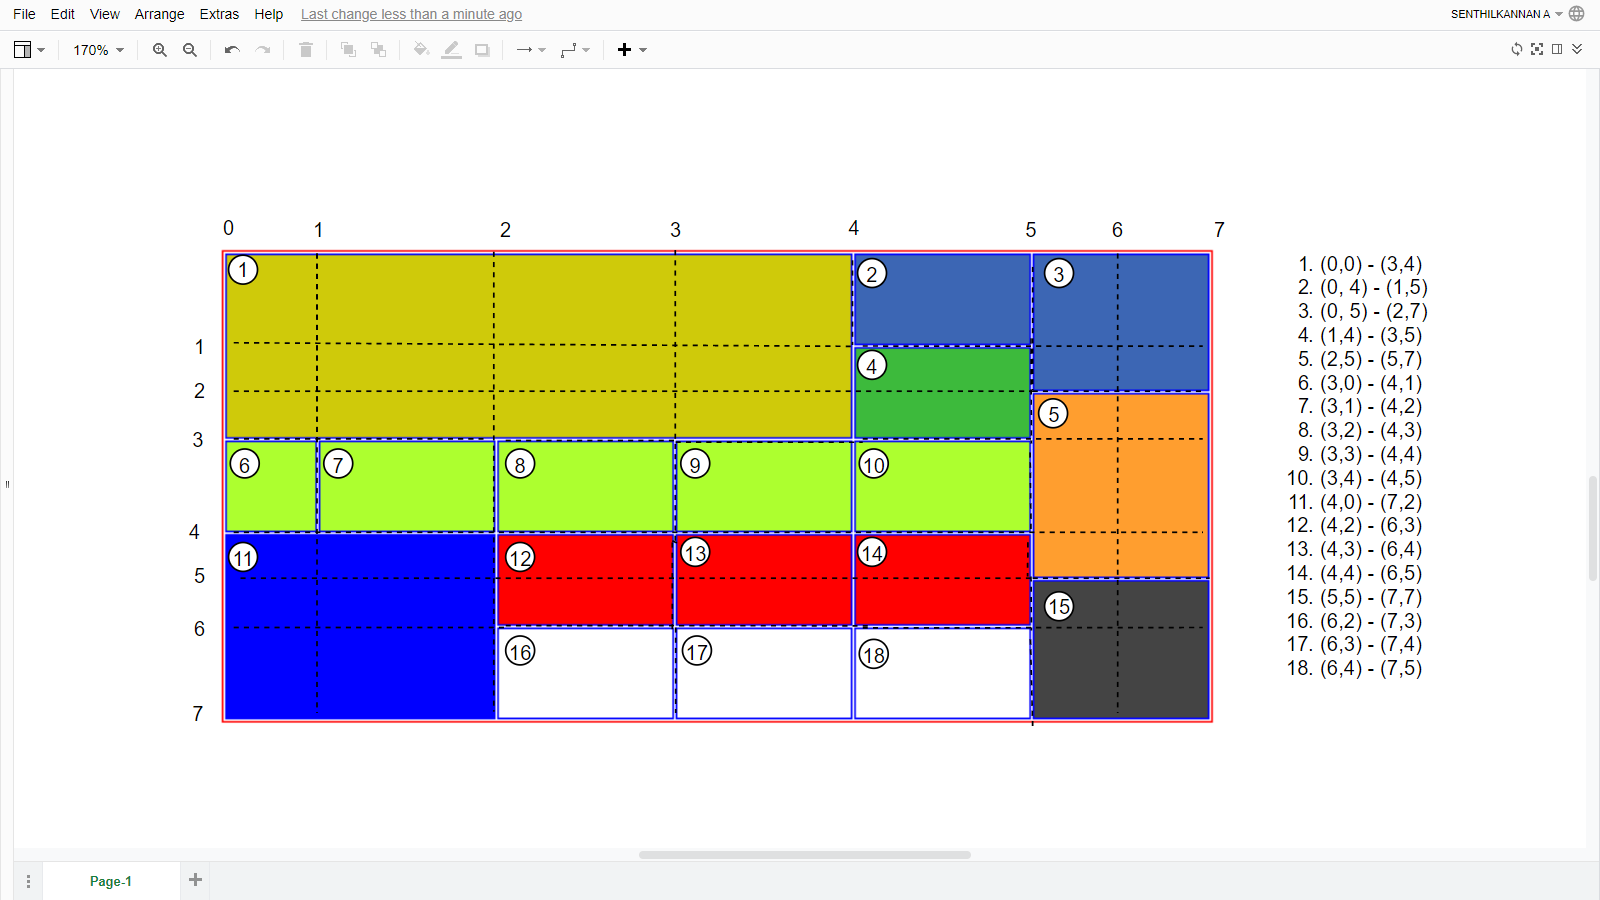 File Edit View Arrange Extras Help Last change less than a minute ago
SENTHILKANNAN A
170%
0 1 2 3 4 5 6 7
1 2 3
1
4
2
5
3
6 7 8 9 10
4
11 12 13 14
5
15
6
16 17 18
7
1. (0,0) - (3,4)
2. (0, 4) - (1,5)
3. (0, 5) - (2,7)
4. (1,4) - (3,5)
5. (2,5) - (5,7)
6. (3,0) - (4,1)
7. (3,1) - (4,2)
8. (3,2) - (4,3)
9. (3,3) - (4,4)
10. (3,4) - (4,5)
11. (4,0) - (7,2)
12. (4,2) - (6,3)
13. (4,3) - (6,4)
14. (4,4) - (6,5)
15. (5,5) - (7,7)
16. (6,2) - (7,3)
17. (6,3) - (7,4)
18. (6,4) - (7,5)
Page-1